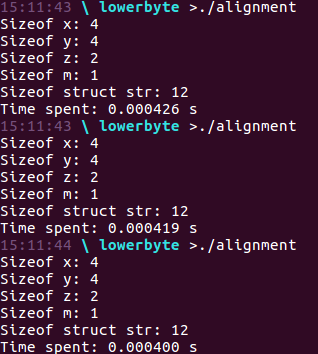 15:11:43 \ lowerbyte >./alignment
Sizeof x: 4
Sizeof y: 4
Sizeof z: 2
Sizeof m: 1
Sizeof struct str: 12
Time spent: 0.000426 s
15:11:43 \ lowerbyte >./alignment
Sizeof x: 4
Sizeof y: 4
Sizeof z: 2
Sizeof m: 1
Sizeof struct str: 12
Time spent: 0.000419 s
15:11:44 \ lowerbyte >./alignment
Sizeof x: 4
Sizeof y: 4
Sizeof z: 2
Sizeof m: 1
Sizeof struct str: 12
Time spent: 0.000400 s